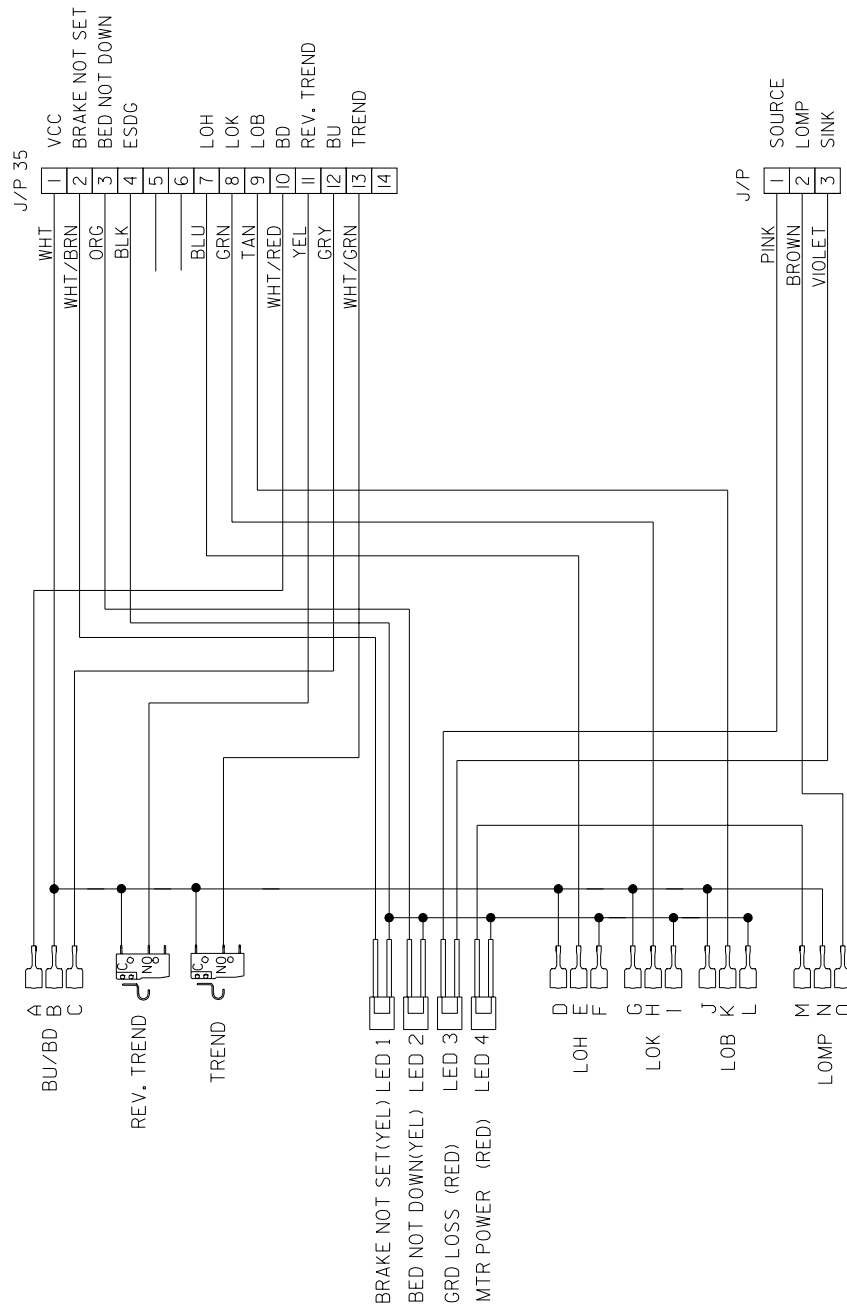 J/P 35
1 VCC
2 BRAKE NOT SET
3 BED NOT DOWN
4 ESDG
5
6
7 LOH
8 LOK
9 LOB
10 BD
11 REV. TREND
12 BU
13 TREND
14
WHT
WHT/BRN
ORG
BLK
BLU
GRN
TAN
WHT/RED
YEL
GRY
WHT/GRN
J/P
1 SOURCE
2 LOMP
3 SINK
PINK
BROWN
VIOLET
A
B
C
BU/BD
C
NO
REV. TREND
C
NO
TREND
BRAKE NOT SET(YEL) LED 1
BED NOT DOWN(YEL) LED 2
GRD LOSS (RED) LED 3
MTR POWER (RED) LED 4
D
E
F
LOH
G
H
I
LOK
J
K
L
LOB
M
N
O
LOMP